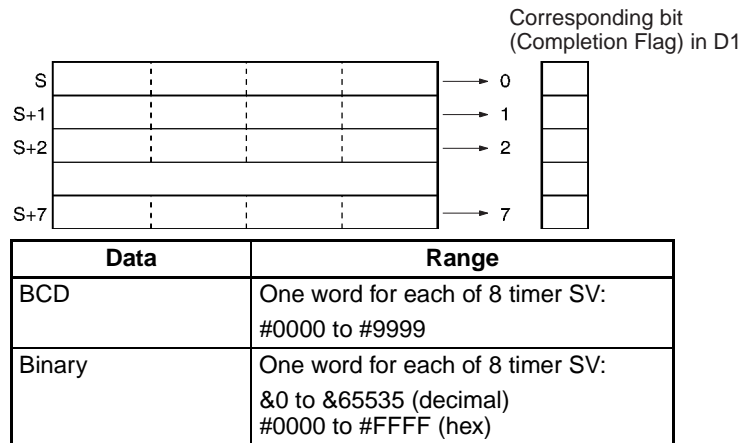 Corresponding bit
(Completion Flag) in D1
S 0
S+1 1
S+2 2
S+7 7
Data Range
BCD One word for each of 8 timer SV:
#0000 to #9999
Binary One word for each of 8 timer SV:
&0 to &65535 (decimal)
#0000 to #FFFF (hex)